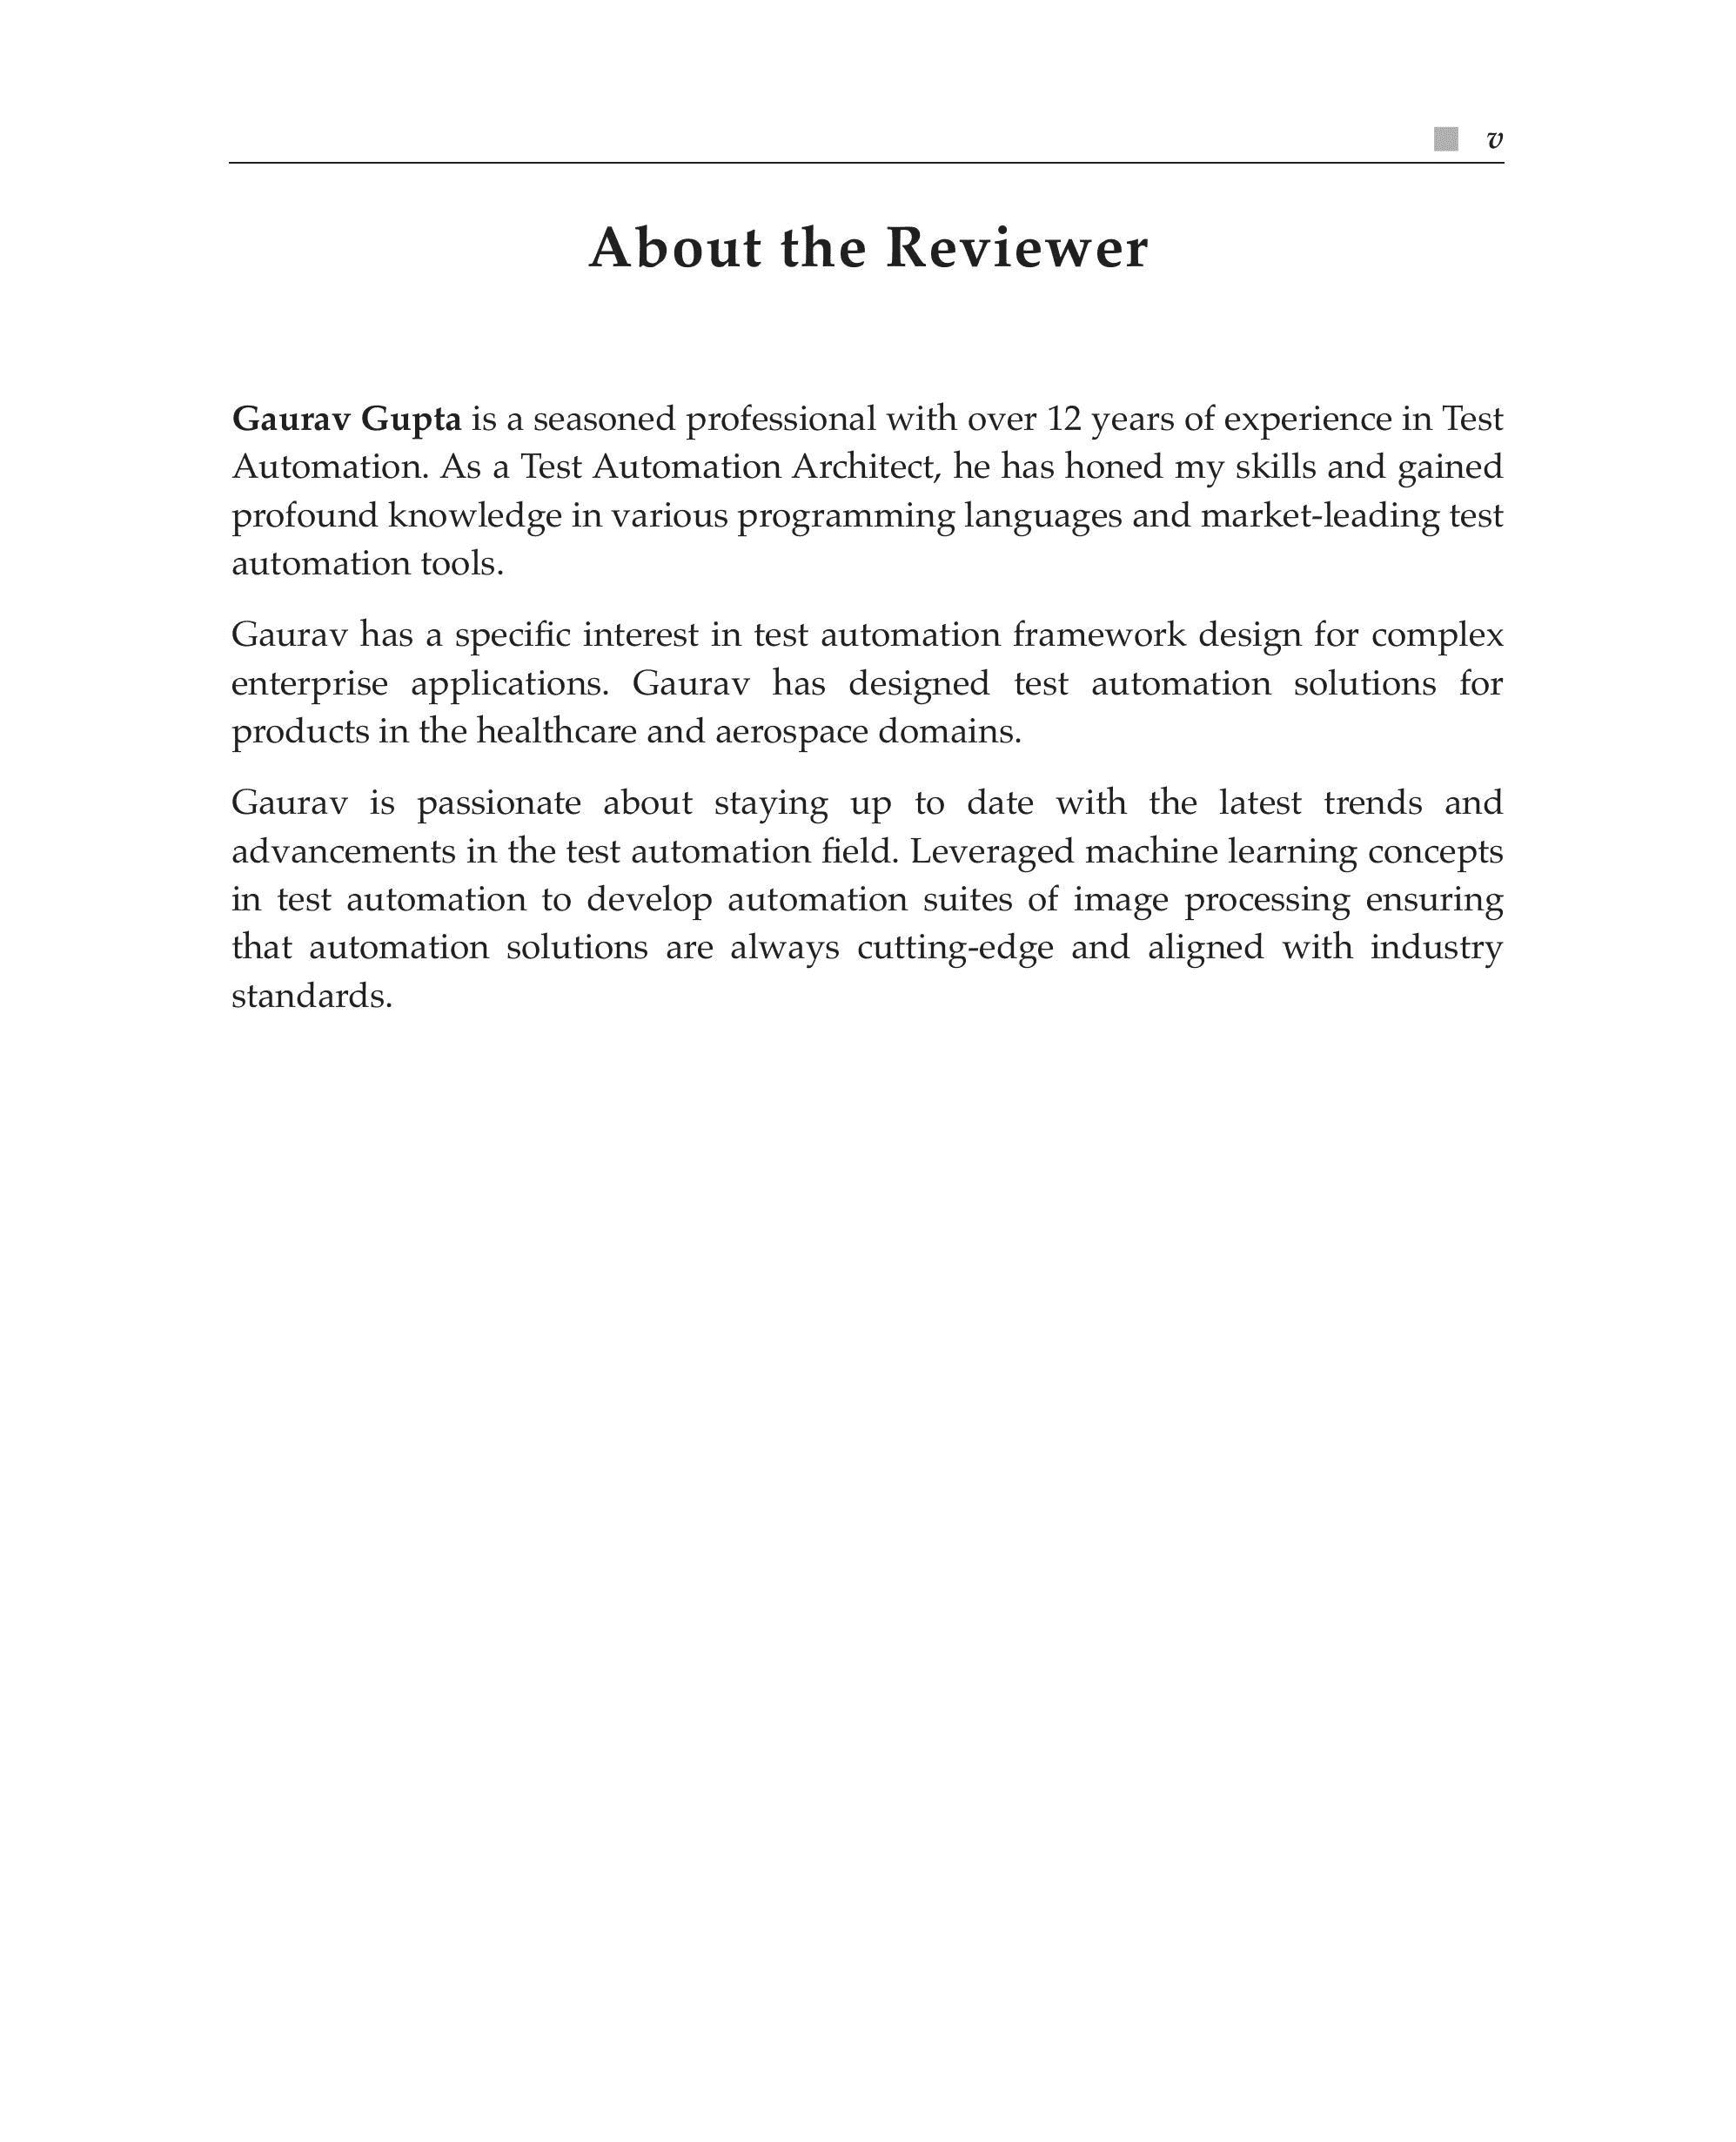 v
About the Reviewer
Gaurav Gupta is a seasoned professional with over 12 years of experience in Test
Automation. As a Test Automation Architect, he has honed my skills and gained
profound knowledge in various programming languages and market-leading test
automation tools.
Gaurav has a specific interest in test automation framework design for complex
enterprise applications. Gaurav has designed test automation solutions for
products in the healthcare and aerospace domains.
Gaurav is passionate about staying up to date with the latest trends and
advancements in the test automation field. Leveraged machine learning concepts
in test automation to develop automation suites of image processing ensuring
that automation solutions are always cutting-edge and aligned with industry
standards.